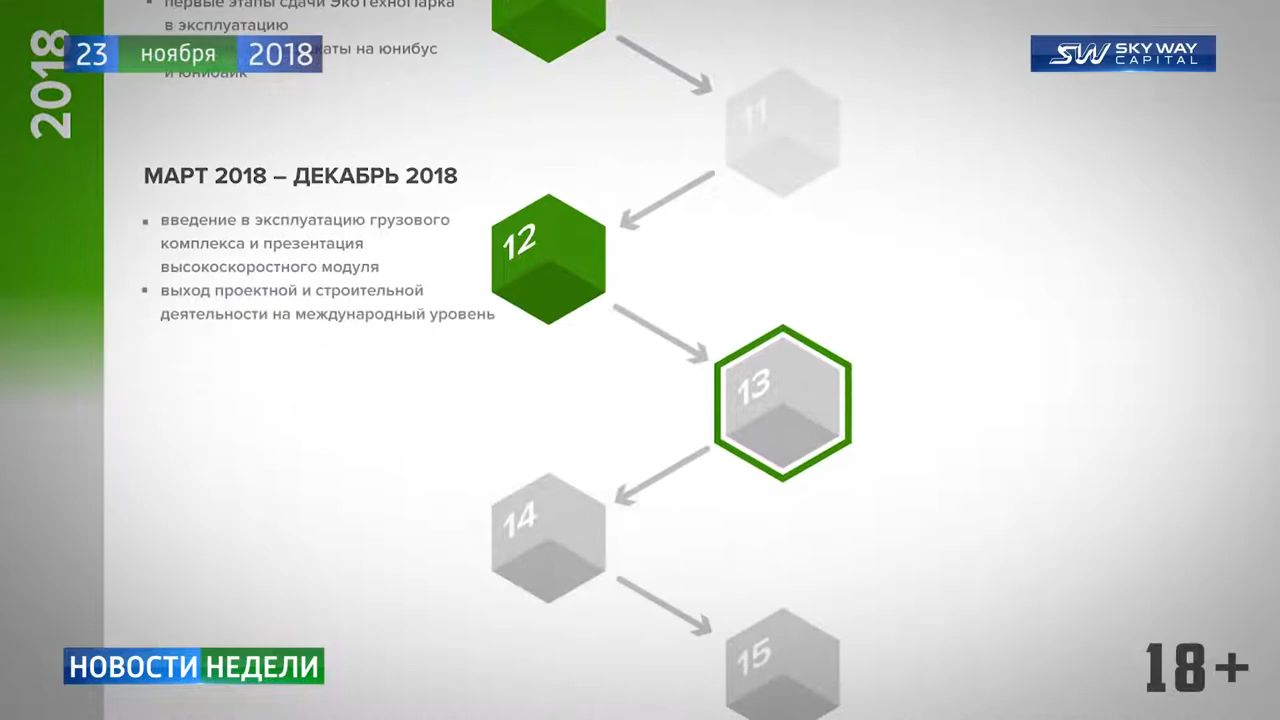 2018
первые этапы сдачи ЭкоТехноПарка
в эксплуатацию
каты на юнибус
и юнибайк
23 ноября 2018
SW SKY WAY
CAPITAL
11
МАРТ 2018 – ДЕКАБРЬ 2018
введение в эксплуатацию грузового
комплекса и презентация
высокоскоростного модуля
выход проектной и строительной
деятельности на международный уровень
12
13
14
15
НОВОСТИ НЕДЕЛИ
18+